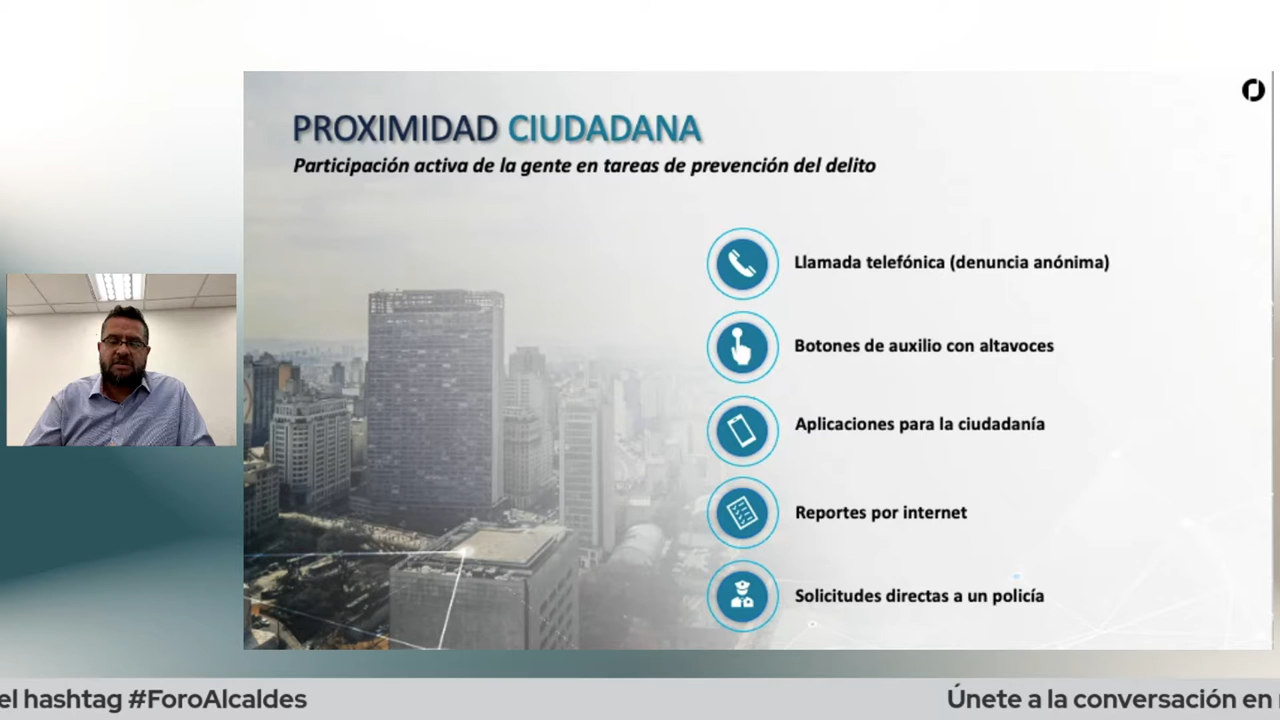 PROXIMIDAD CIUDADANA
Participación activa de la gente en tareas de prevención del delito
Llamada telefónica (denuncia anónima)
Botones de auxilio con altavoces
Aplicaciones para la ciudadanía
Reportes por internet
Solicitudes directas a un policía
el hashtag #ForoAlcaldes
Únete a la conversación en